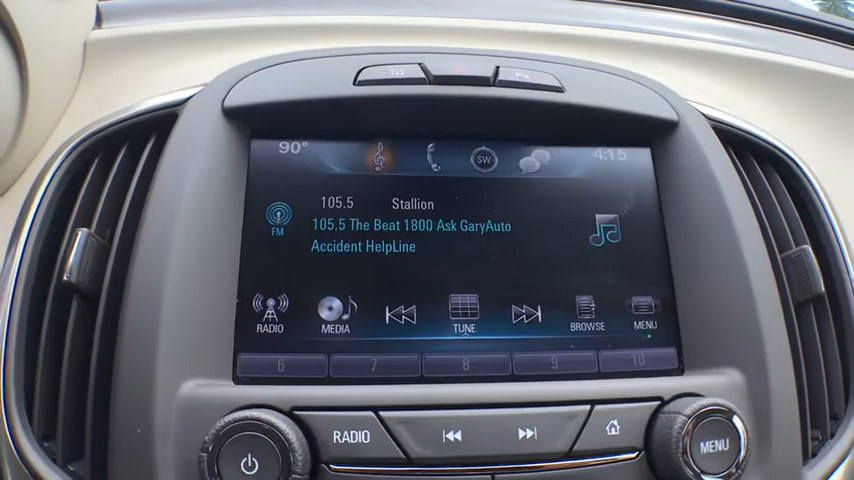 90° SW 4:15
105.5 Stallion
FM
105.5 The Beat 1800 Ask GaryAuto
Accident HelpLine
RADIO MEDIA TUNE BROWSE MENU
6 7 8 9 10
RADIO MENU